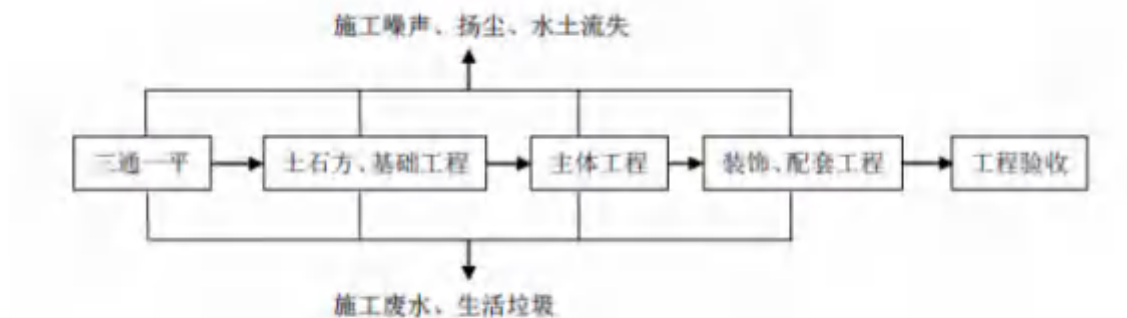 施工噪声、扬尘、水土流失
三通一平
土石方、基础工程
主体工程
装饰、配套工程
工程验收
施工废水、生活垃圾